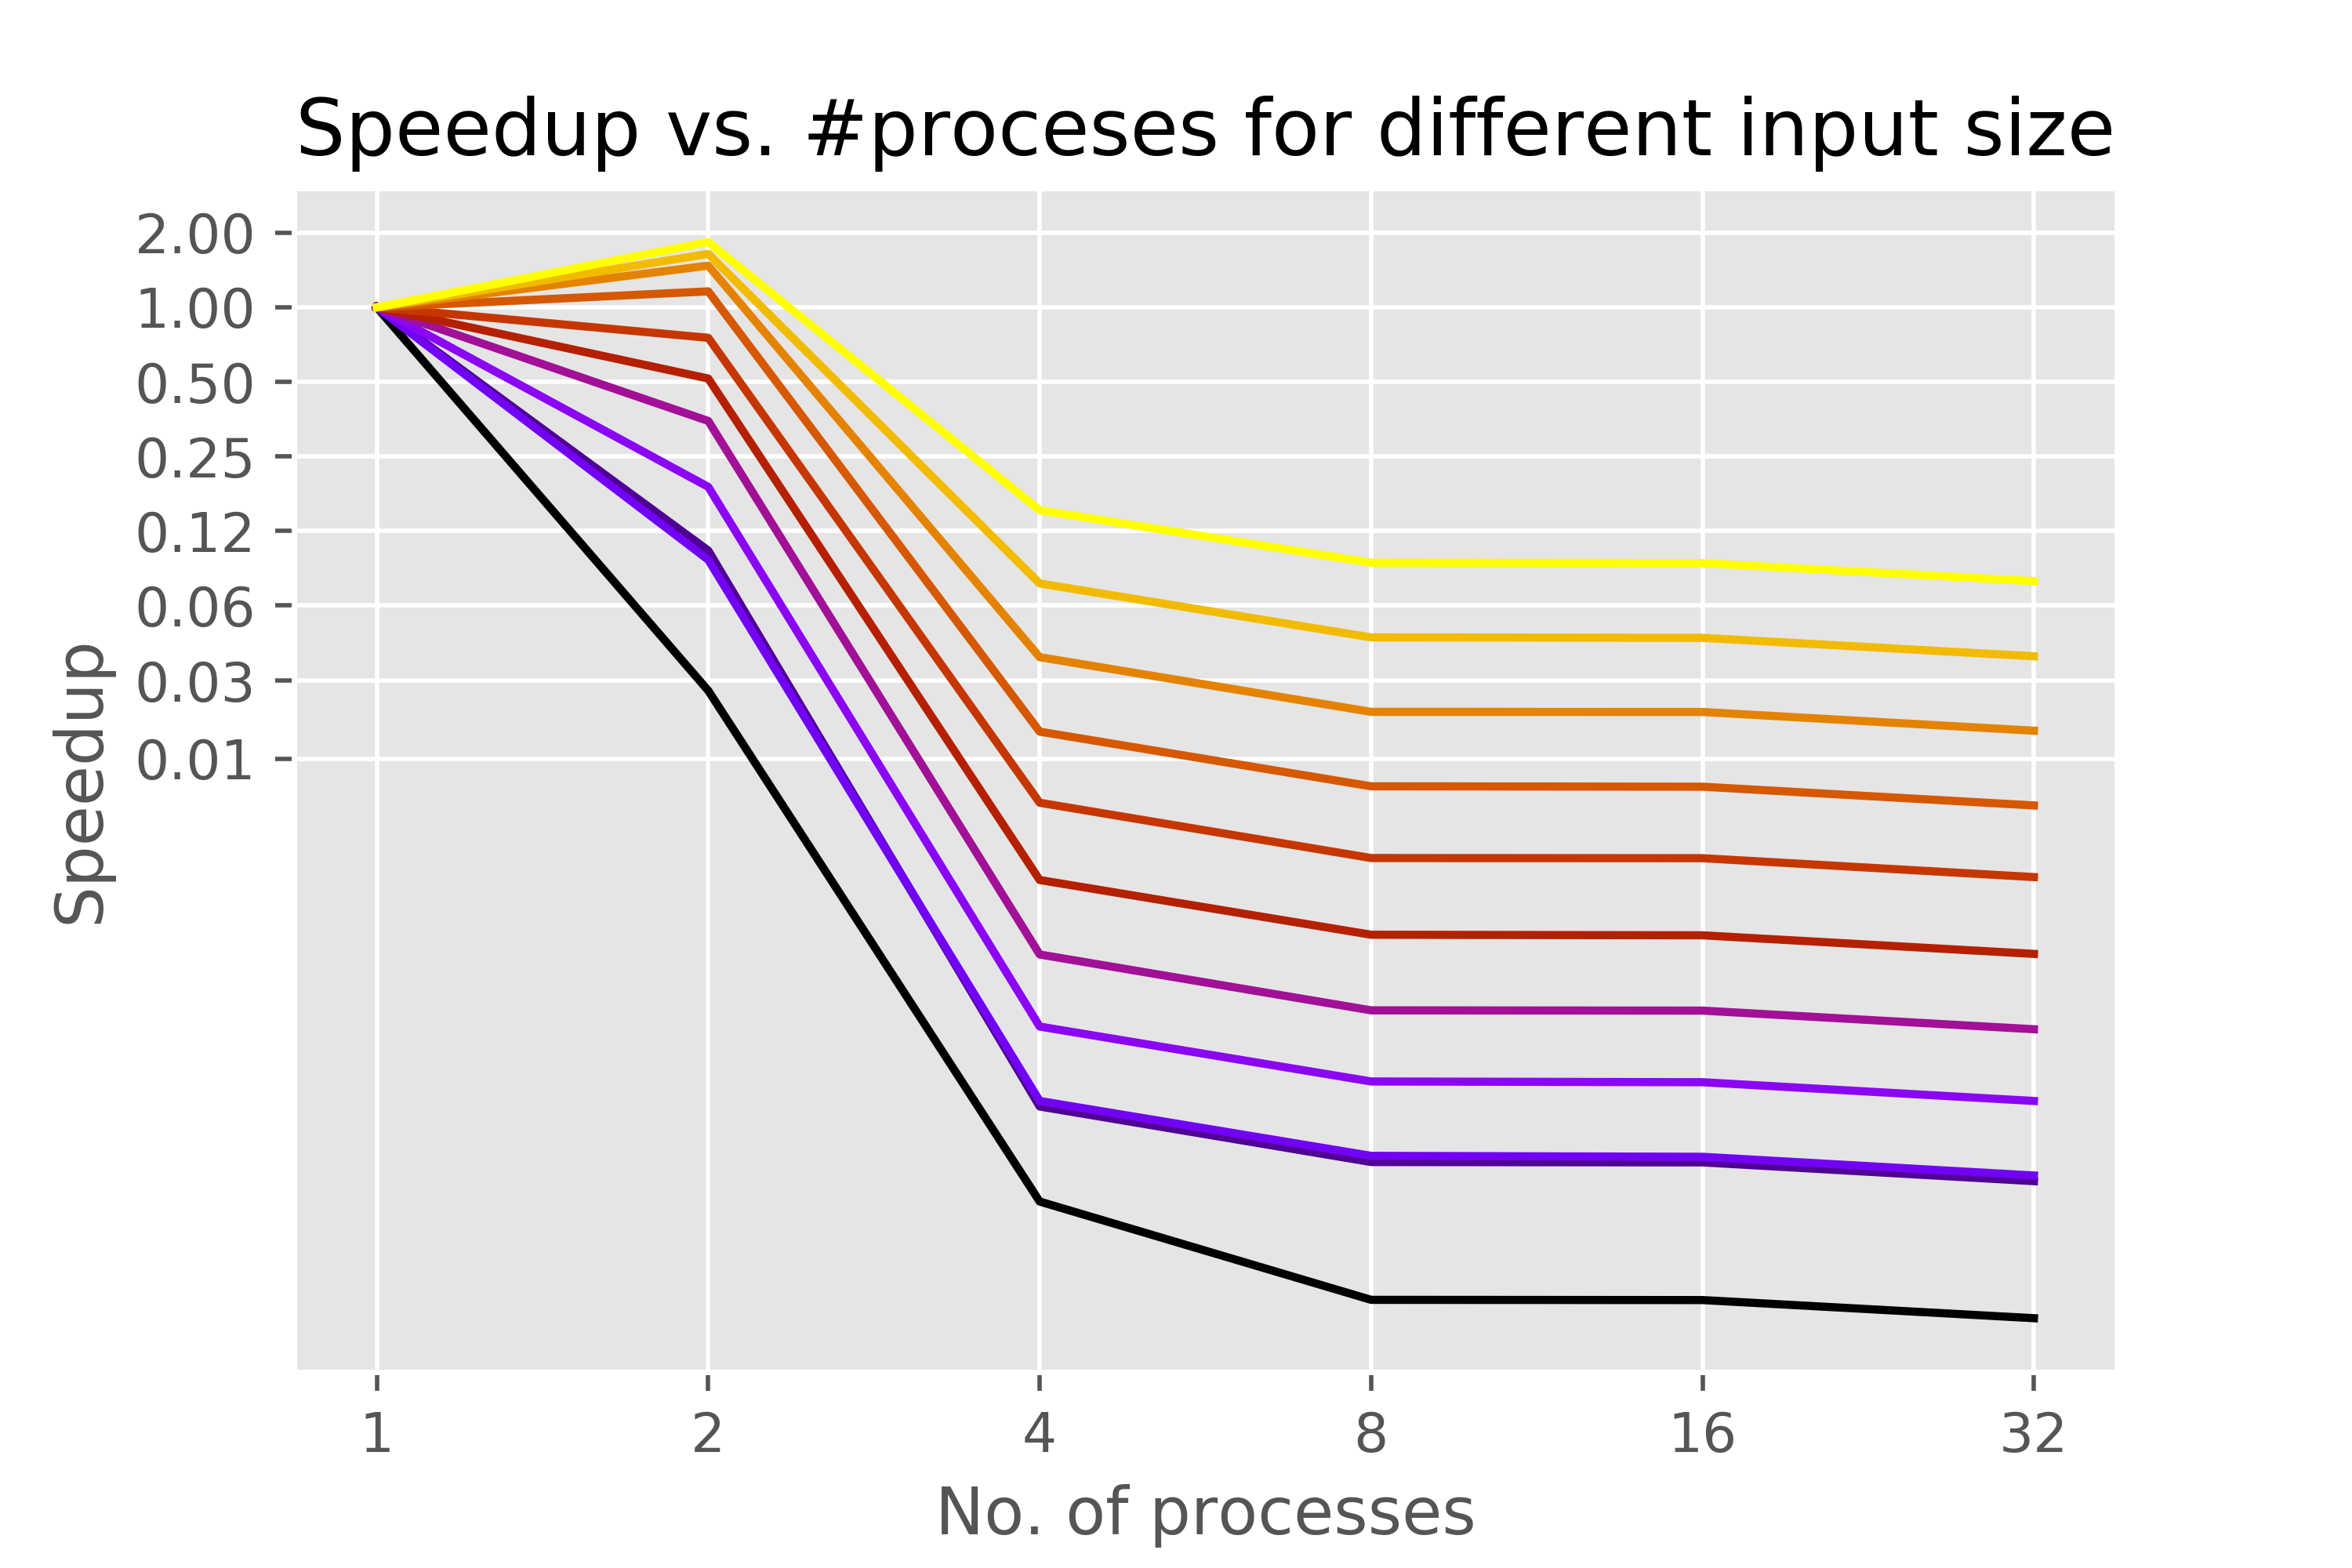 Speedup vs. #proceses for different input size
2.00
1.00
0.50
0.25
0.12
0.06
0.03
0.01
Speedup
1 2 4 8 16 32
No. of processes